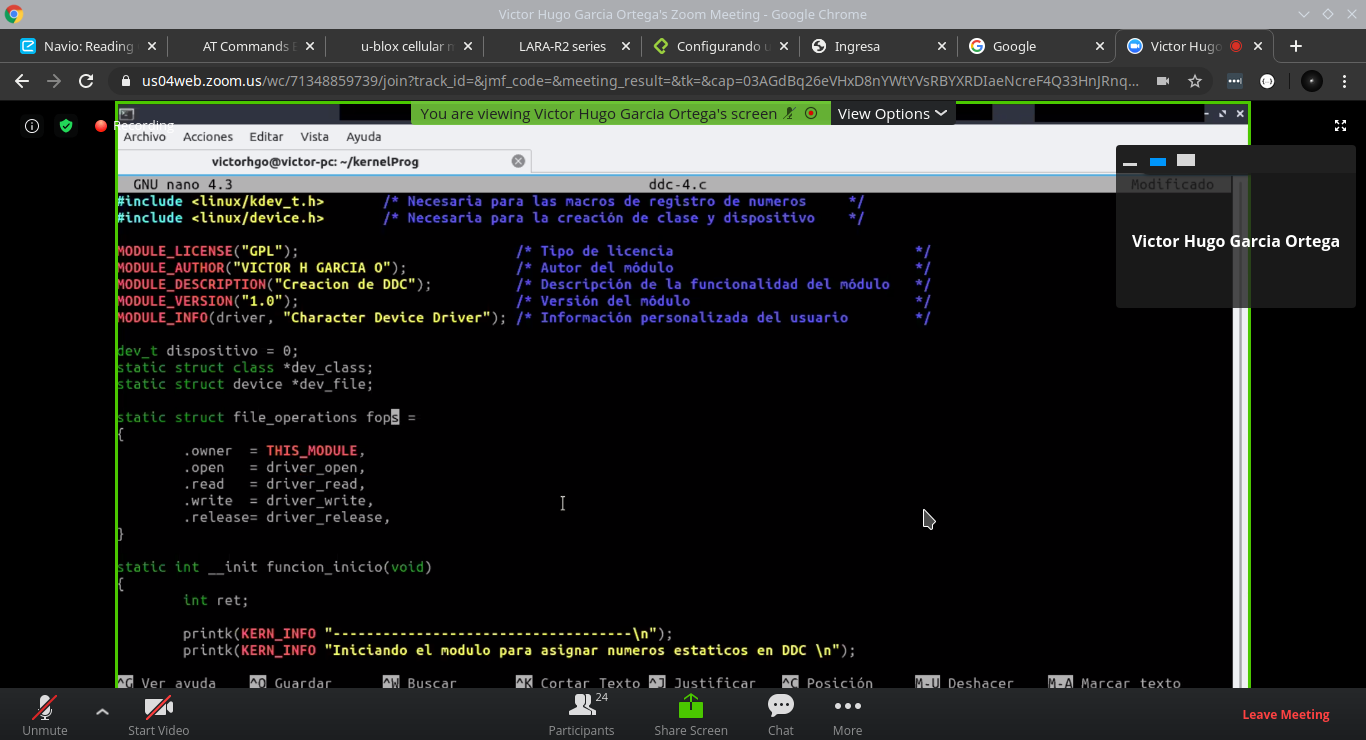 Victor Hugo Garcia Ortega's Zoom Meeting - Google Chrome
Navio: Reading
AT Commands
u-blox cellular
LARA-R2 series
Configurando
Ingresa
Google
Victor Hugo
us04web.zoom.us/wc/71348859739/join?track_id=&jmf_code=&meeting_result=&tk=&cap=03AGdBq26eVHxD8nYWtYVsRBYXRDIaeNcreF4Q33HnJRnq...
You are viewing Victor Hugo Garcia Ortega's screen
View Options
Recording
Archivo Acciones Editar Vista Ayuda
victorhgo@victor-pc: ~/kernelProg
GNU nano 4.3 ddc-4.c Modificado
#include <linux/kdev_t.h> /* Necesaria para las macros de registro de numeros */
#include <linux/device.h> /* Necesaria para la creación de clase y dispositivo */
MODULE_LICENSE("GPL"); /* Tipo de licencia */
MODULE_AUTHOR("VICTOR H GARCIA O"); /* Autor del módulo */
MODULE_DESCRIPTION("Creacion de DDC"); /* Descripción de la funcionalidad del módulo */
MODULE_VERSION("1.0"); /* Versión del módulo */
MODULE_INFO(driver, "Character Device Driver"); /* Información personalizada del usuario */
dev_t dispositivo = 0;
static struct class *dev_class;
static struct device *dev_file;
static struct file_operations fops =
{
.owner = THIS_MODULE,
.open = driver_open,
.read = driver_read,
.write = driver_write,
.release= driver_release,
}
static int __init funcion_inicio(void)
{
int ret;
printk(KERN_INFO "------------------------------------\n");
printk(KERN_INFO "Iniciando el modulo para asignar numeros estaticos en DDC \n");
^G Ver ayuda ^O Guardar ^W Buscar ^K Cortar Texto ^J Justificar ^C Posición M-U Deshacer M-A Marcar texto
Victor Hugo Garcia Ortega
Unmute
Start Video
Participants
24
Share Screen
Chat
More
Leave Meeting